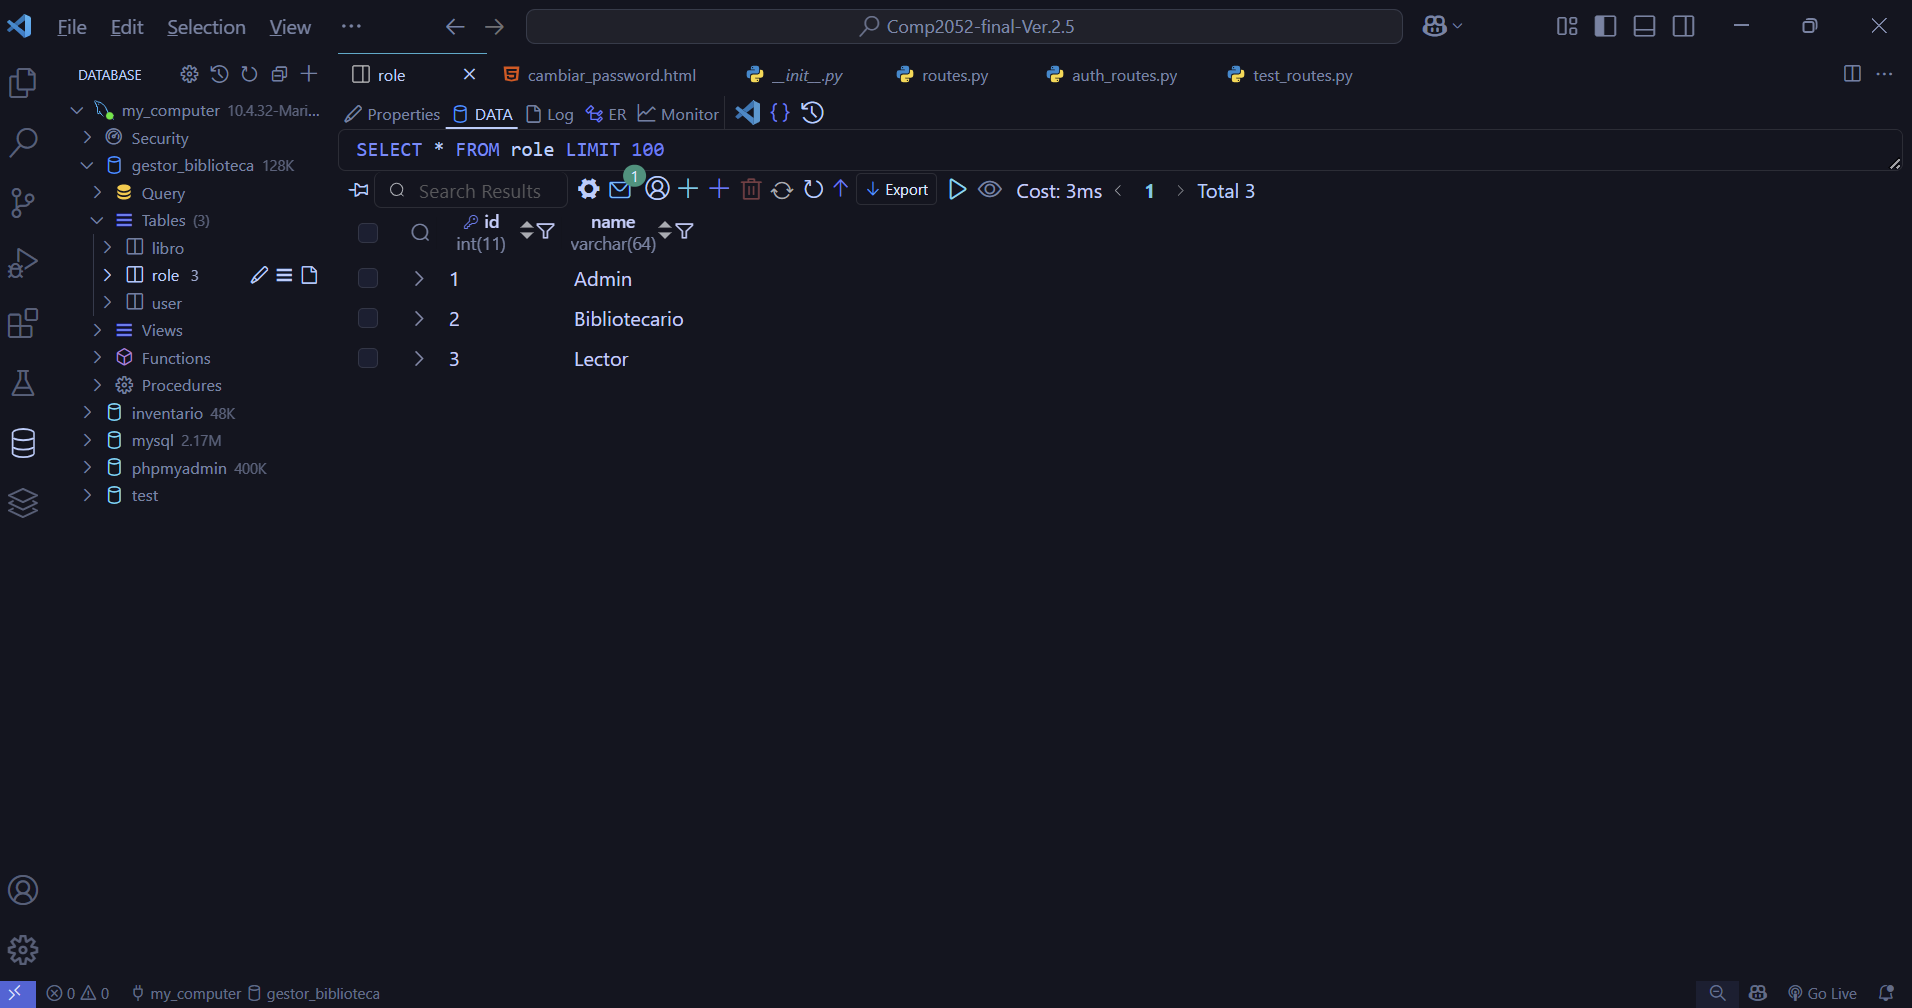 File Edit Selection View Comp2052-final-Ver.2.5
DATABASE
role cambiar_password.html __init__.py routes.py auth_routes.py test_routes.py
my_computer 10.4.32-Mari...
Security
gestor_biblioteca 128K
Query
Tables (3)
libro
role 3
user
Views
Functions
Procedures
inventario 48K
mysql 2.17M
phpmyadmin 400K
test
Properties DATA Log ER Monitor
SELECT * FROM role LIMIT 100
Search Results 1 Export Cost: 3ms 1 Total 3
id name
int(11) varchar(64)
1 Admin
2 Bibliotecario
3 Lector
0 0 my_computer gestor_biblioteca Go Live